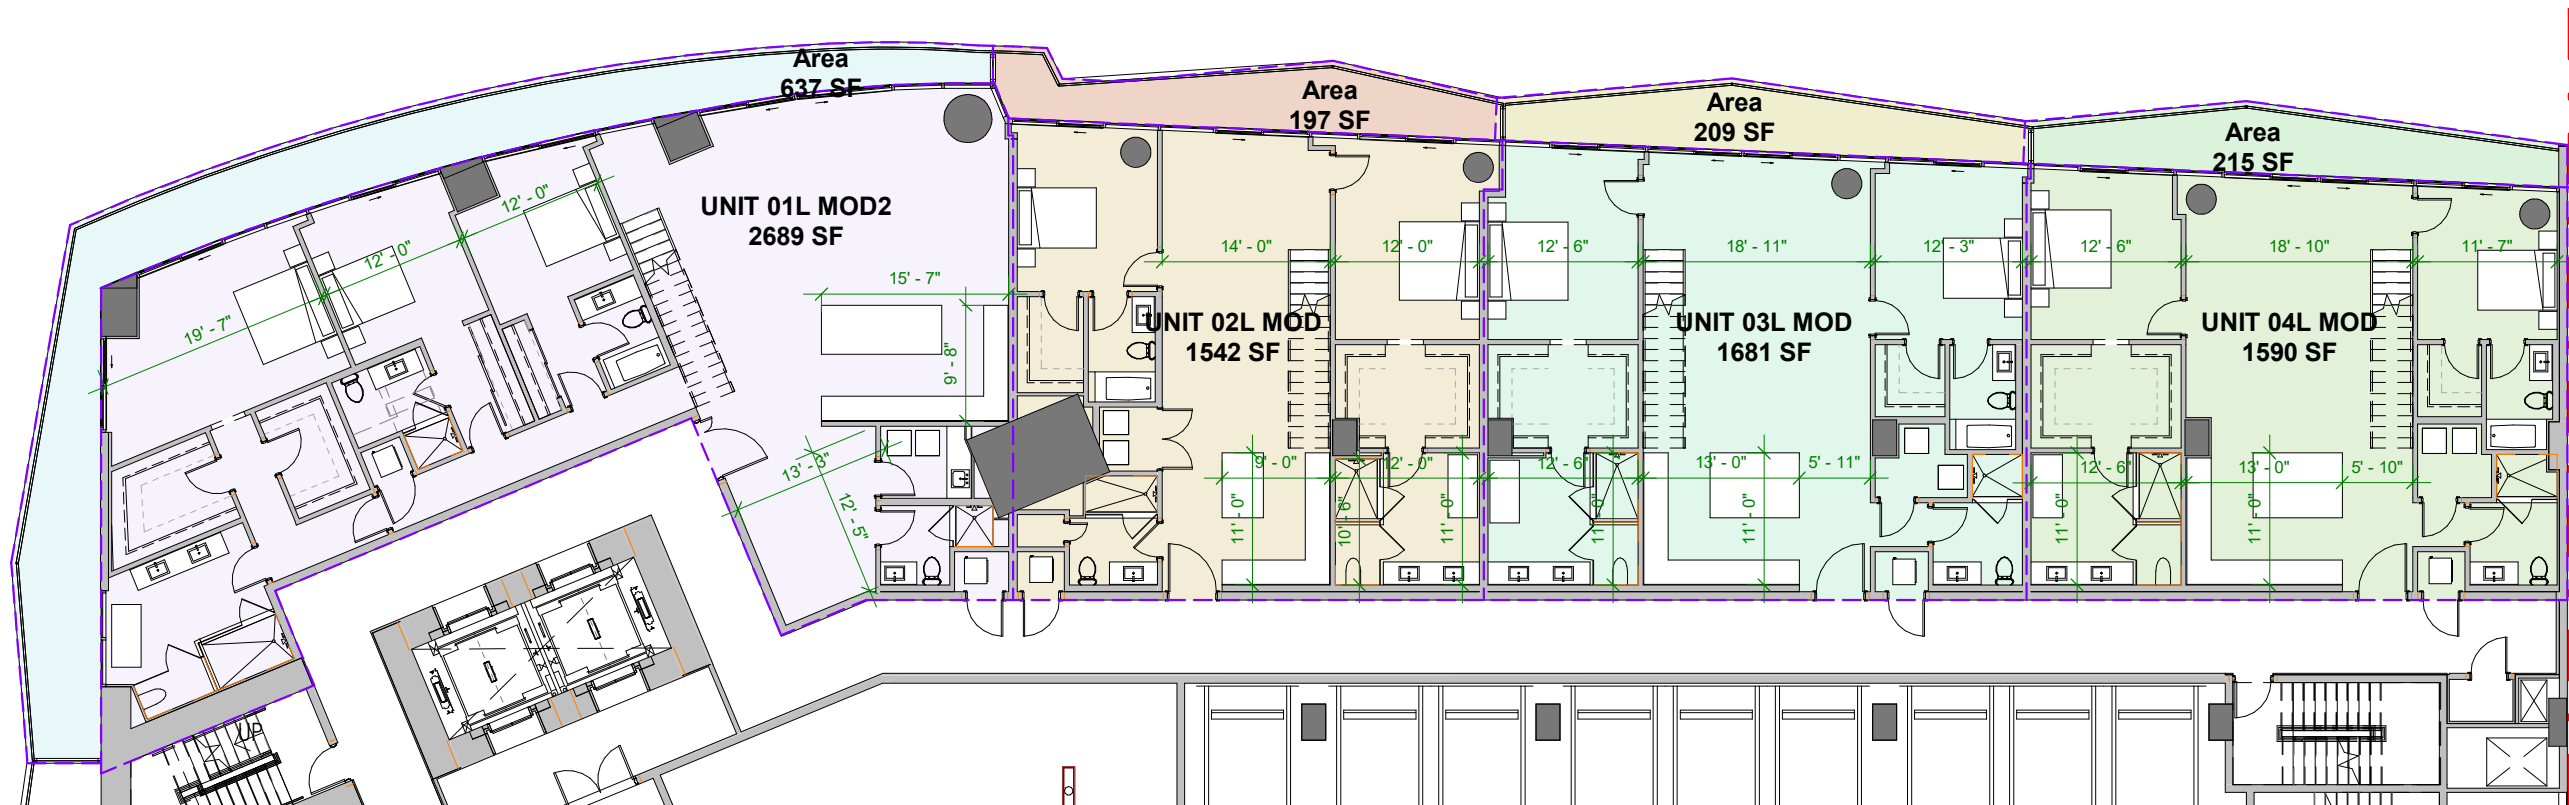 Area
637 SF
Area
197 SF
Area
209 SF
Area
215 SF
UNIT 01L MOD2
2689 SF
UNIT 02L MOD
1542 SF
UNIT 03L MOD
1681 SF
UNIT 04L MOD
1590 SF
19' - 7"
12' - 0"
12' - 0"
15' - 7"
9' - 8"
13' - 3"
12' - 5"
14' - 0"
12' - 0"
12' - 6"
18' - 11"
12' - 3"
12' - 6"
18' - 10"
11' - 7"
9' - 0"
12' - 0"
12' - 6"
13' - 0"
5' - 11"
12' - 6"
13' - 0"
5' - 10"
11' - 0"
10' - 6"
11' - 0"
11' - 0"
11' - 0"
11' - 0"
11' - 0"
UP